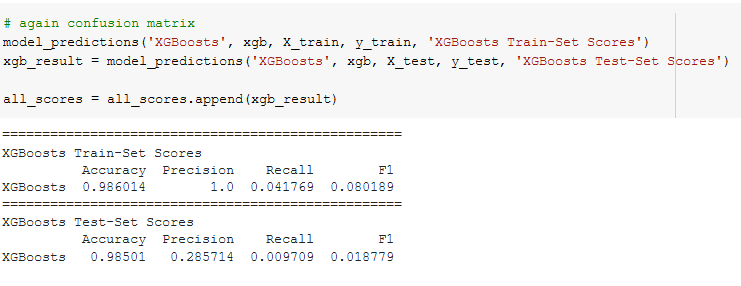 # again confusion matrix
model_predictions('XGBoosts', xgb, X_train, y_train, 'XGBoosts Train-Set Scores')
xgb_result = model_predictions('XGBoosts', xgb, X_test, y_test, 'XGBoosts Test-Set Scores')
all_scores = all_scores.append(xgb_result)
==================================================
XGBoosts Train-Set Scores
Accuracy Precision Recall F1
XGBoosts 0.986014 1.0 0.041769 0.080189
==================================================
XGBoosts Test-Set Scores
Accuracy Precision Recall F1
XGBoosts 0.98501 0.285714 0.009709 0.018779